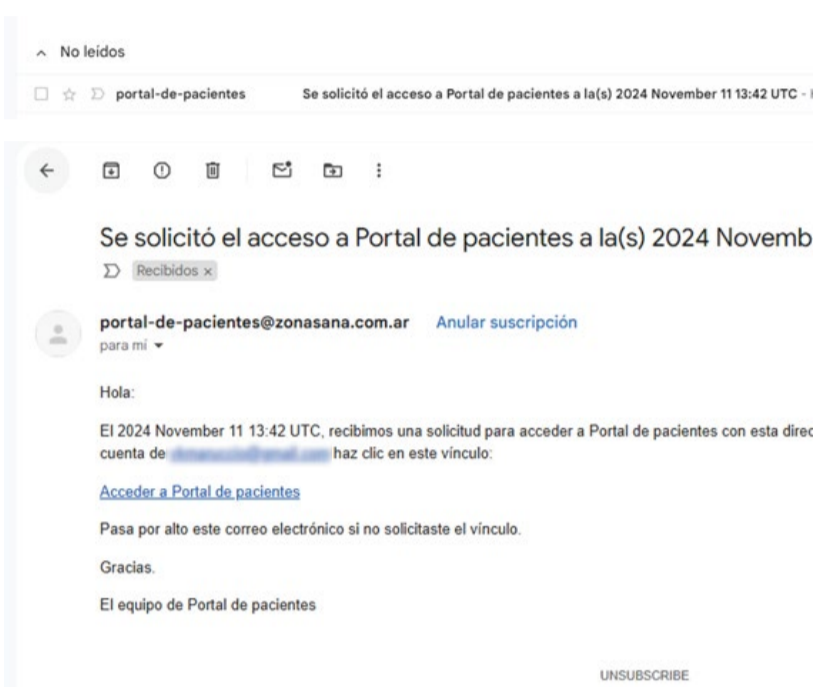 No leídos
portal-de-pacientes Se solicitó el acceso a Portal de pacientes a la(s) 2024 November 11 13:42 UTC -
Se solicitó el acceso a Portal de pacientes a la(s) 2024 Novemb
Recibidos ×
portal-de-pacientes@zonasana.com.ar Anular suscripción
para mí
Hola:
El 2024 November 11 13:42 UTC, recibimos una solicitud para acceder a Portal de pacientes con esta direc
cuenta de haz clic en este vínculo:
Acceder a Portal de pacientes
Pasa por alto este correo electrónico si no solicitaste el vínculo.
Gracias.
El equipo de Portal de pacientes
UNSUBSCRIBE